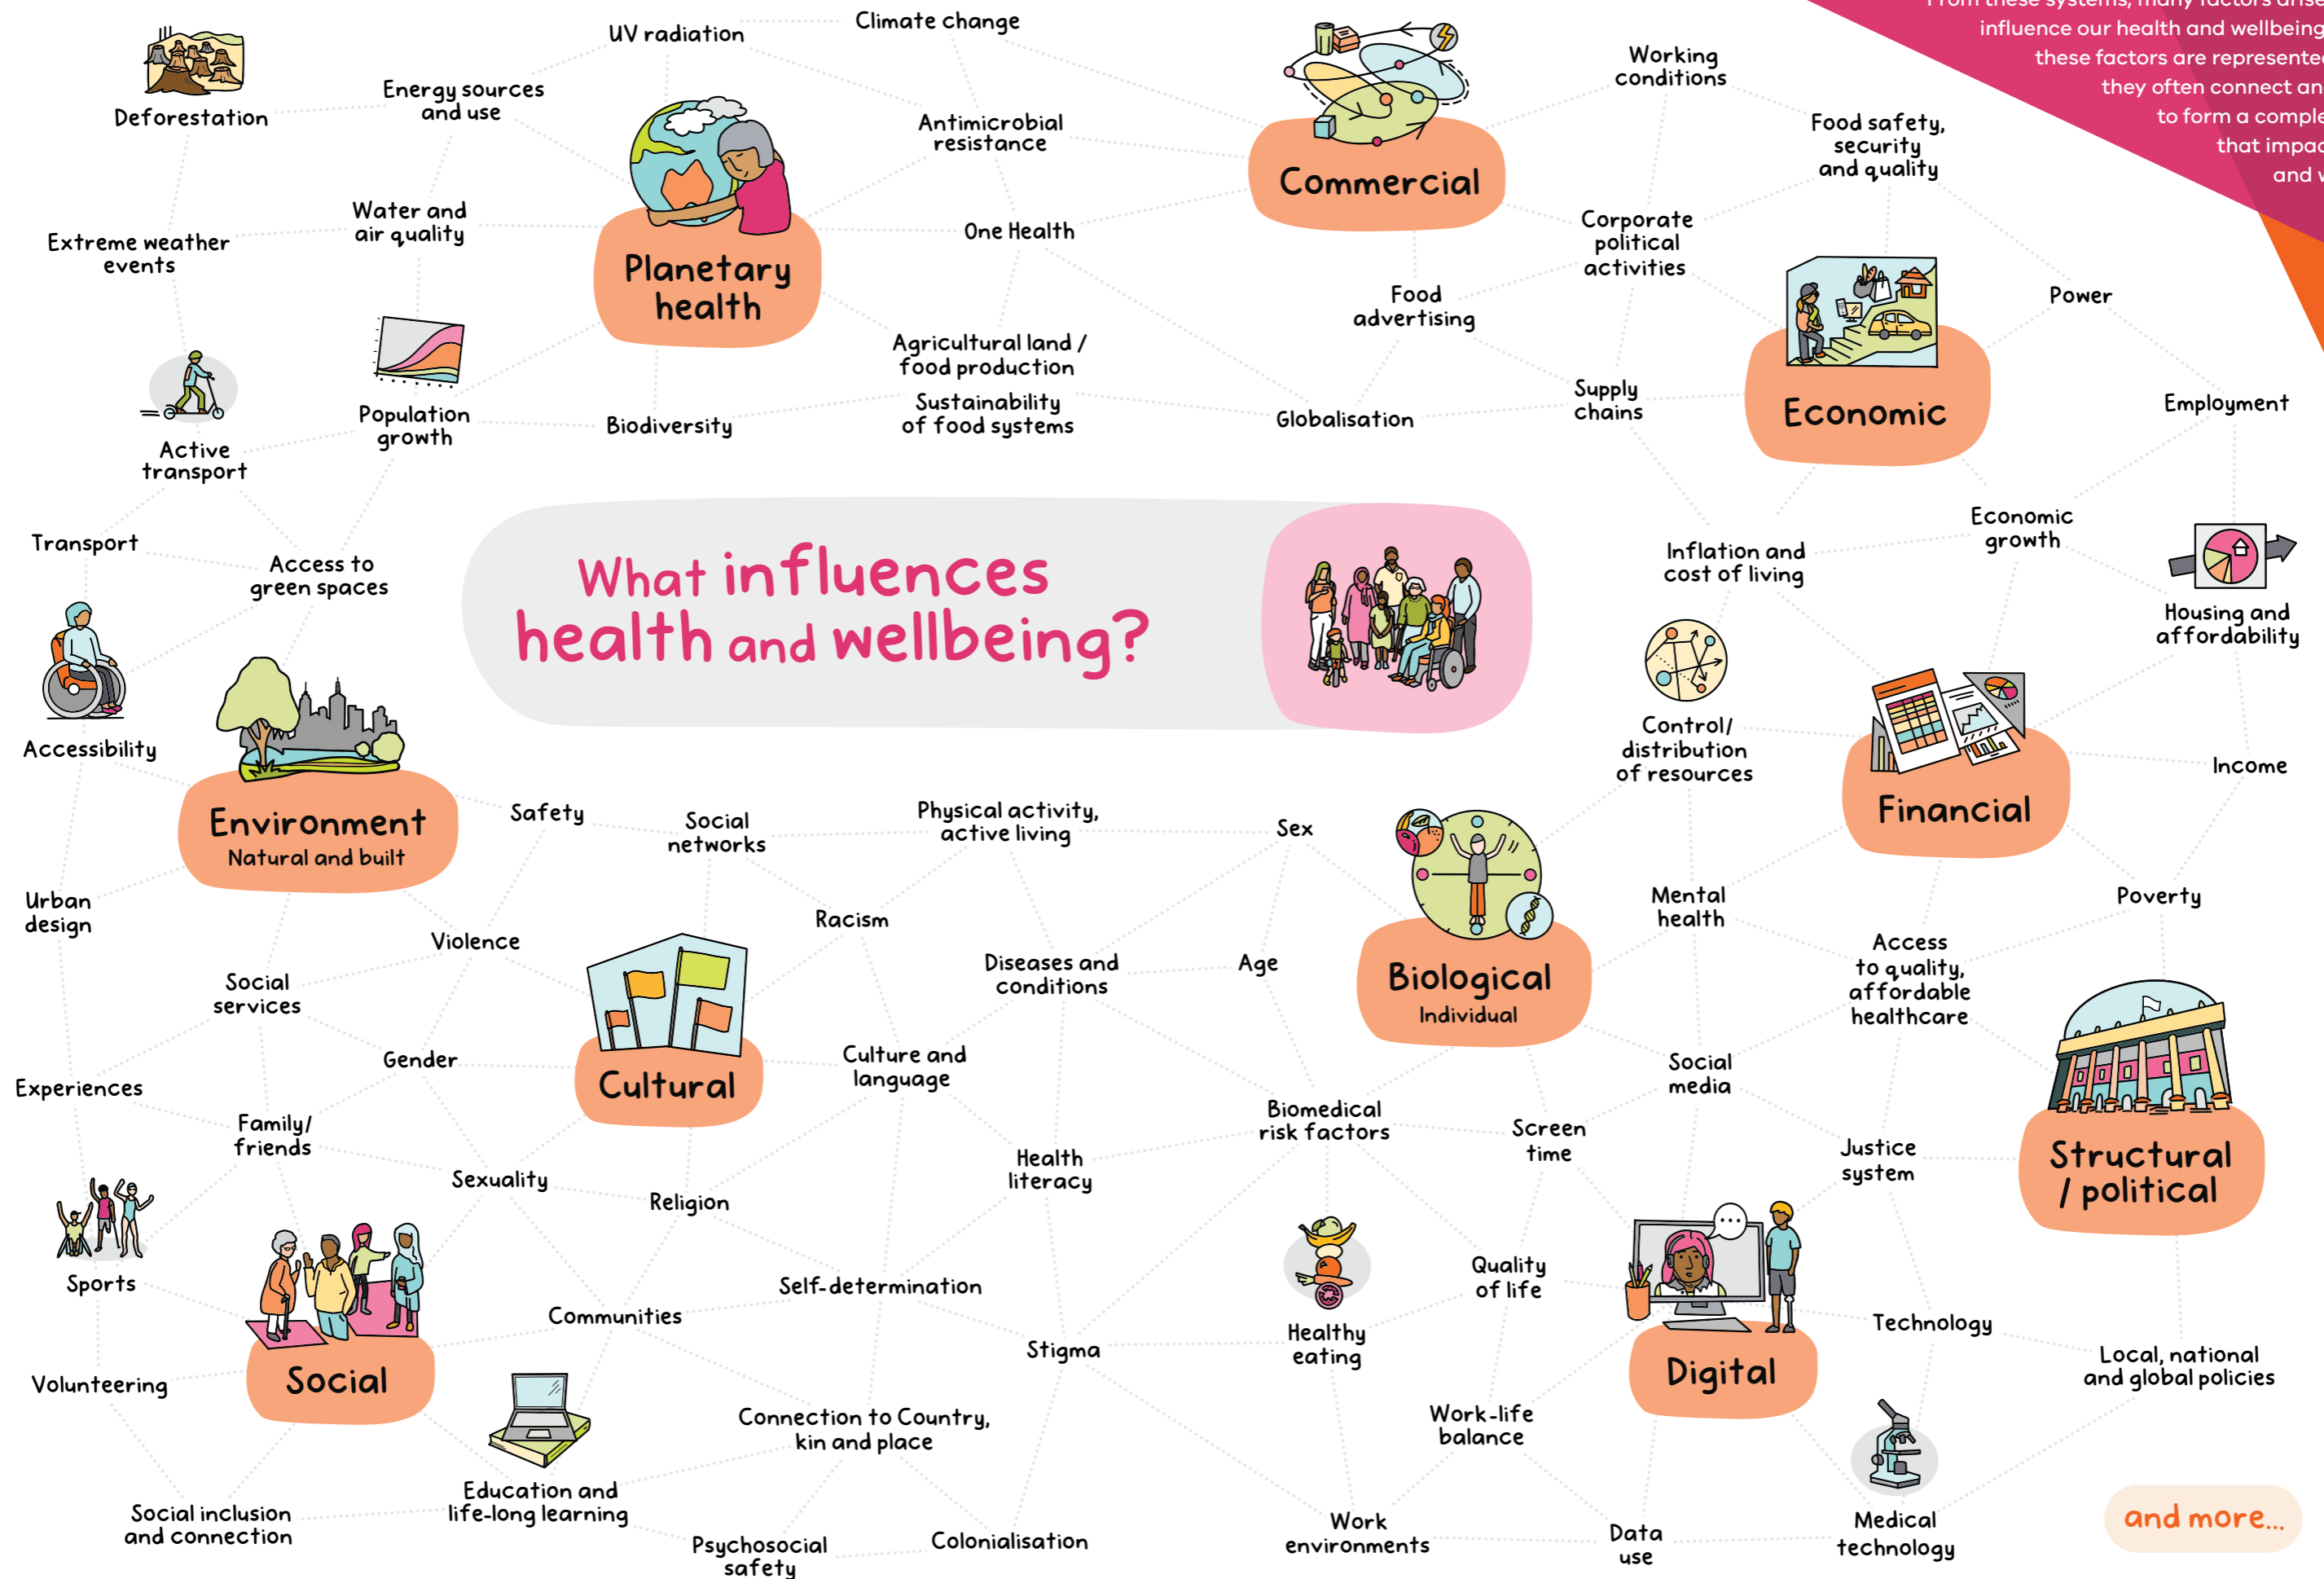 From these systems, many factors arise
influence our health and wellbeing
these factors are represented
they often connect an
to form a comple
that impac
and w
Climate change
UV radiation
Deforestation
Energy sources
and use
Antimicrobial
resistance
Working
conditions
Food safety,
security
and quality
Commercial
Extreme weather
events
Water and
air quality
Planetary
health
One Health
Corporate
political
activities
Power
Food
advertising
Agricultural land /
food production
Sustainability
of food systems
Supply
chains
Economic
Employment
Active
transport
Population
growth
Biodiversity
Globalisation
Transport
Access to
green spaces
What influences
health and wellbeing?
Inflation and
cost of living
Economic
growth
Housing and
affordability
Accessibility
Control/
distribution
of resources
Income
Environment
Natural and built
Safety
Social
networks
Physical activity,
active living
Sex
Financial
Urban
design
Violence
Racism
Mental
health
Poverty
Social
services
Diseases and
conditions
Age
Biological
Individual
Access
to quality,
affordable
healthcare
Experiences
Gender
Cultural
Culture and
language
Social
media
Family/
friends
Biomedical
risk factors
Screen
time
Justice
system
Structural
/ political
Sexuality
Religion
Health
literacy
Sports
Communities
Self-determination
Quality
of life
Technology
Social
Volunteering
Stigma
Healthy
eating
Digital
Local, national
and global policies
Connection to Country,
kin and place
Work-life
balance
Social inclusion
and connection
Education and
life-long learning
Psychosocial
safety
Colonialisation
Work
environments
Data
use
Medical
technology
and more...